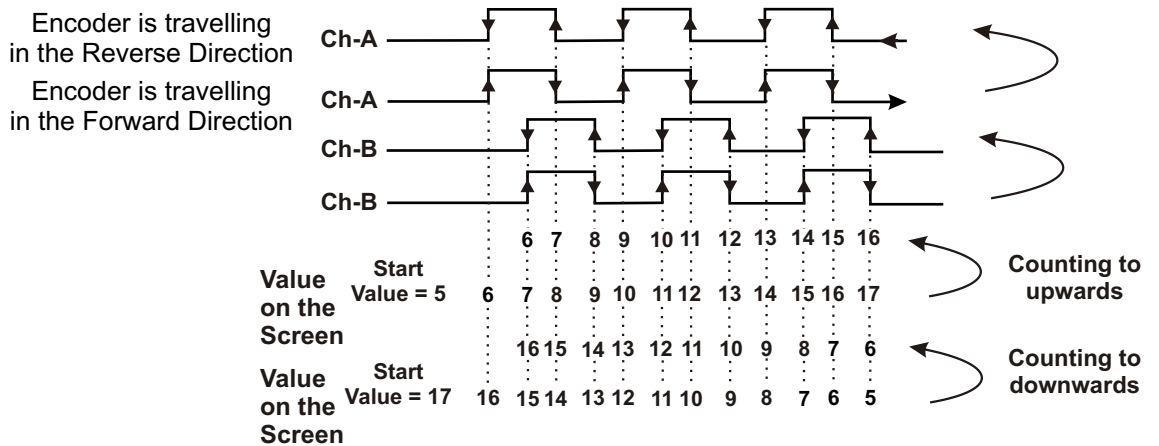 Encoder is travelling
in the Reverse Direction
Ch-A
Encoder is travelling
in the Forward Direction
Ch-A
Ch-B
Ch-B
6 7 8 9 10 11 12 13 14 15 16
Value
on the
Screen
Start
Value = 5
6 7 8 9 10 11 12 13 14 15 16 17
Counting to
upwards
16 15 14 13 12 11 10 9 8 7 6
Value
on the
Screen
Start
Value = 17
16 15 14 13 12 11 10 9 8 7 6 5
Counting to
downwards